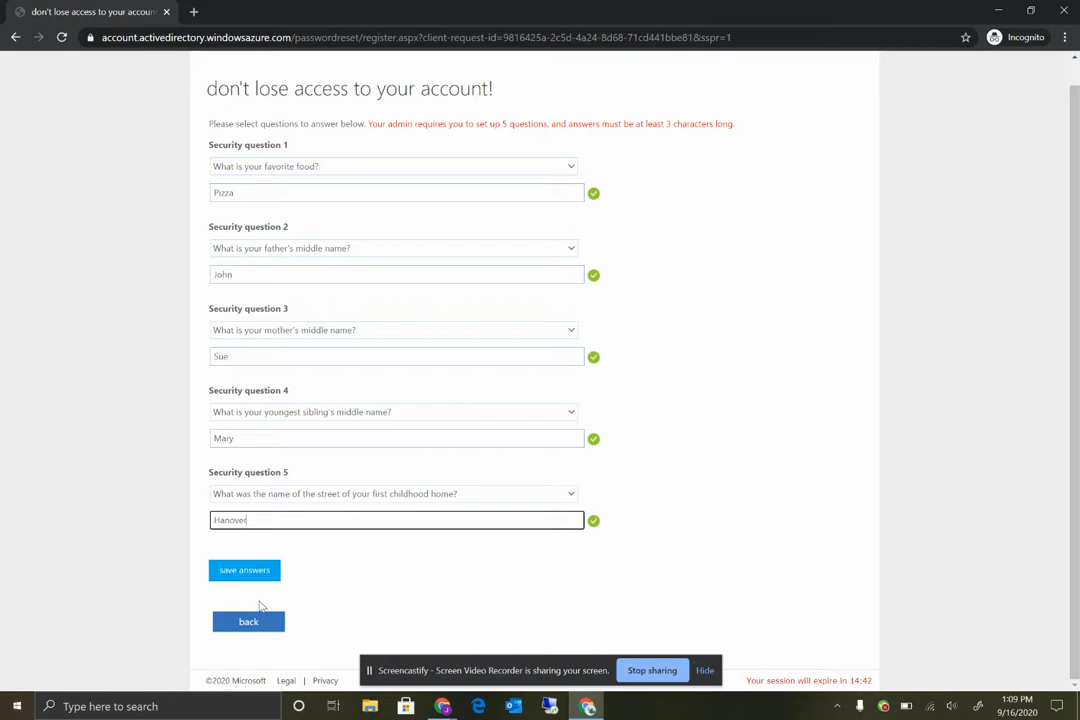 don't lose access to your accoun
account.activedirectory.windowsazure.com/passwordreset/register.aspx?client-request-id=9816425a-2c5d-4a24-8d68-71cd441bbe81&sspr=1
Incognito
don't lose access to your account!
Please select questions to answer below. Your admin requires you to set up 5 questions, and answers must be at least 3 characters long.
Security question 1
What is your favorite food?
Pizza
Security question 2
What is your father's middle name?
John
Security question 3
What is your mother's middle name?
Sue
Security question 4
What is your youngest sibling's middle name?
Mary
Security question 5
What was the name of the street of your first childhood home?
Hanover
save answers
back
Screencastify - Screen Video Recorder is sharing your screen.
Stop sharing
Hide
©2020 Microsoft Legal | Privacy
Your session will expire in 14:42
Type here to search
1:09 PM
9/16/2020